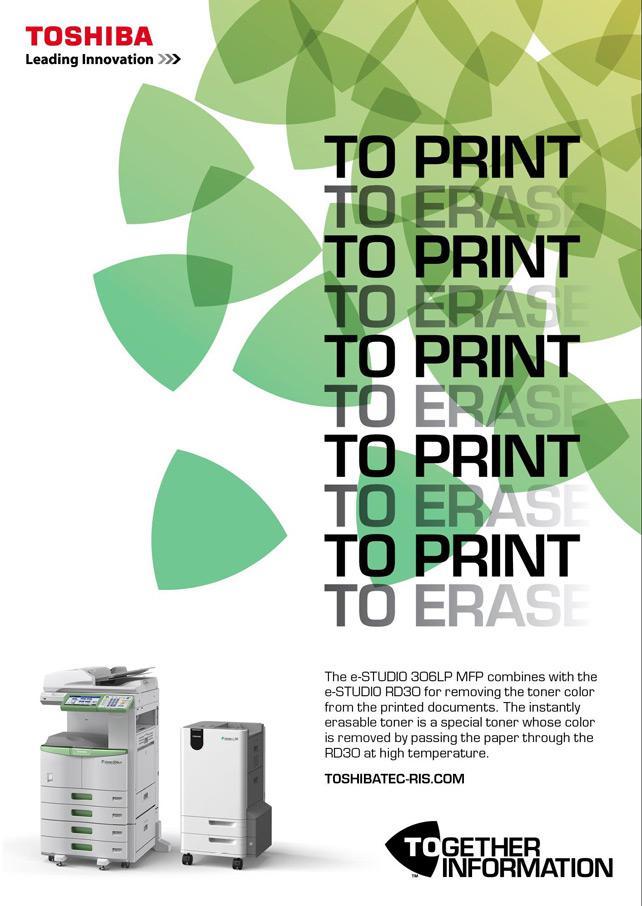 TOSHIBA
Leading Innovation >>>
TO PRINT
TO ERASE
TO PRINT
TO ERASE
TO PRINT
TO ERASE
TO PRINT
TO ERASE
TO PRINT
TO ERASE
The e-STUDIO 306LP MFP combines with the
e-STUDIO RD30 for removing the toner color
from the printed documents. The instantly
erasable toner is a special toner whose color
is removed by passing the paper through the
RD30 at high temperature.
TOSHIBATEC-RIS.COM
TOGETHER
INFORMATION
TM